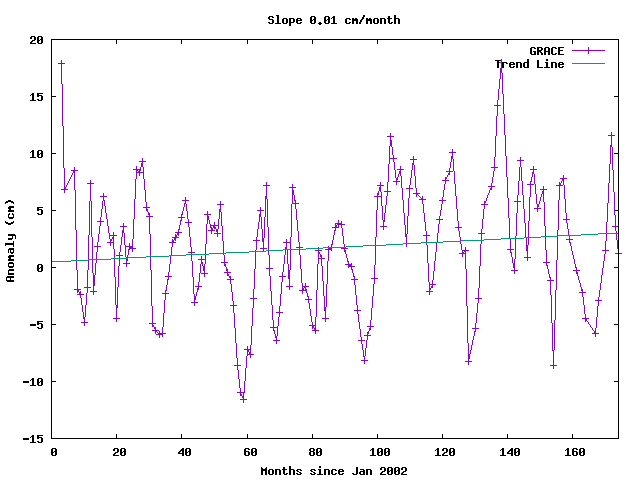 Slope 0.01 cm/month
GRACE
Trend Line
20
15
10
5
0
-5
-10
-15
Anomaly (cm)
0 20 40 60 80 100 120 140 160
Months since Jan 2002